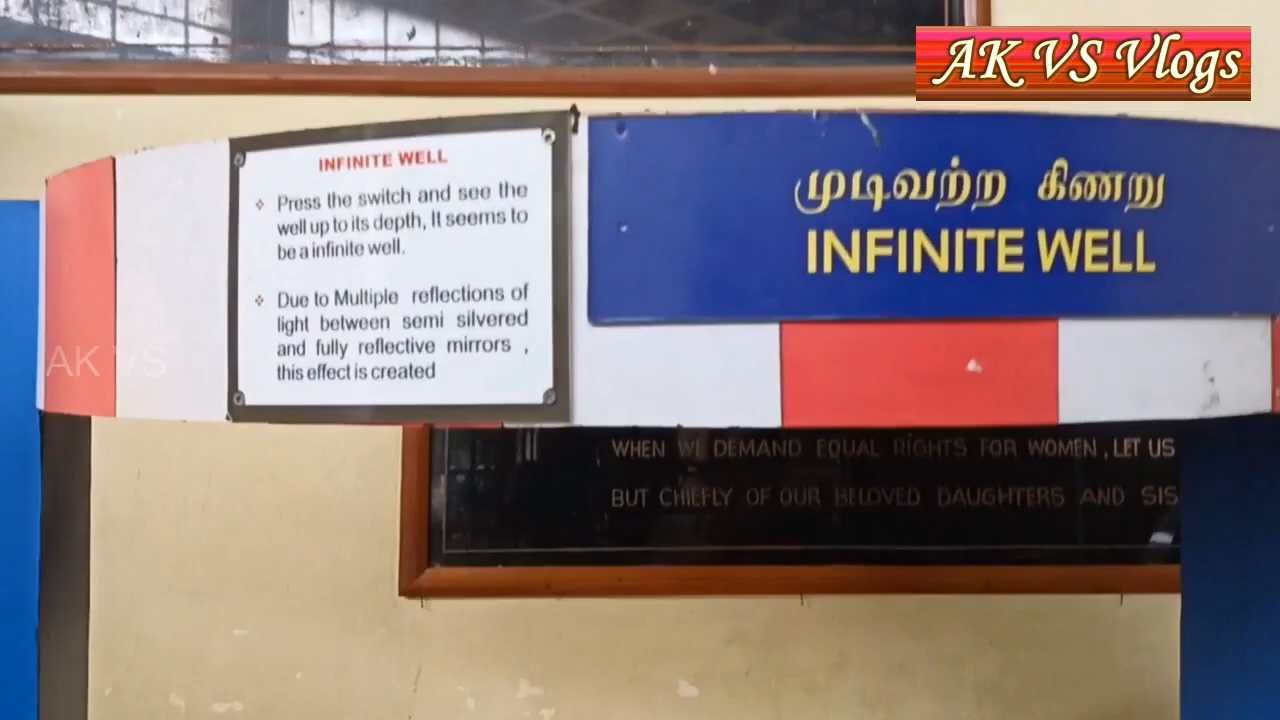 AK VS Vlogs
INFINITE WELL
❖ Press the switch and see the
well up to its depth, It seems to
be a infinite well.
❖ Due to Multiple reflections of
light between semi silvered
and fully reflective mirrors ,
this effect is created
முடிவற்ற கிணறு
INFINITE WELL
AK VS
WHEN WE DEMAND EQUAL RIGHTS FOR WOMEN , LET US
BUT CHIEFLY OF OUR BELOVED DAUGHTERS AND SIS